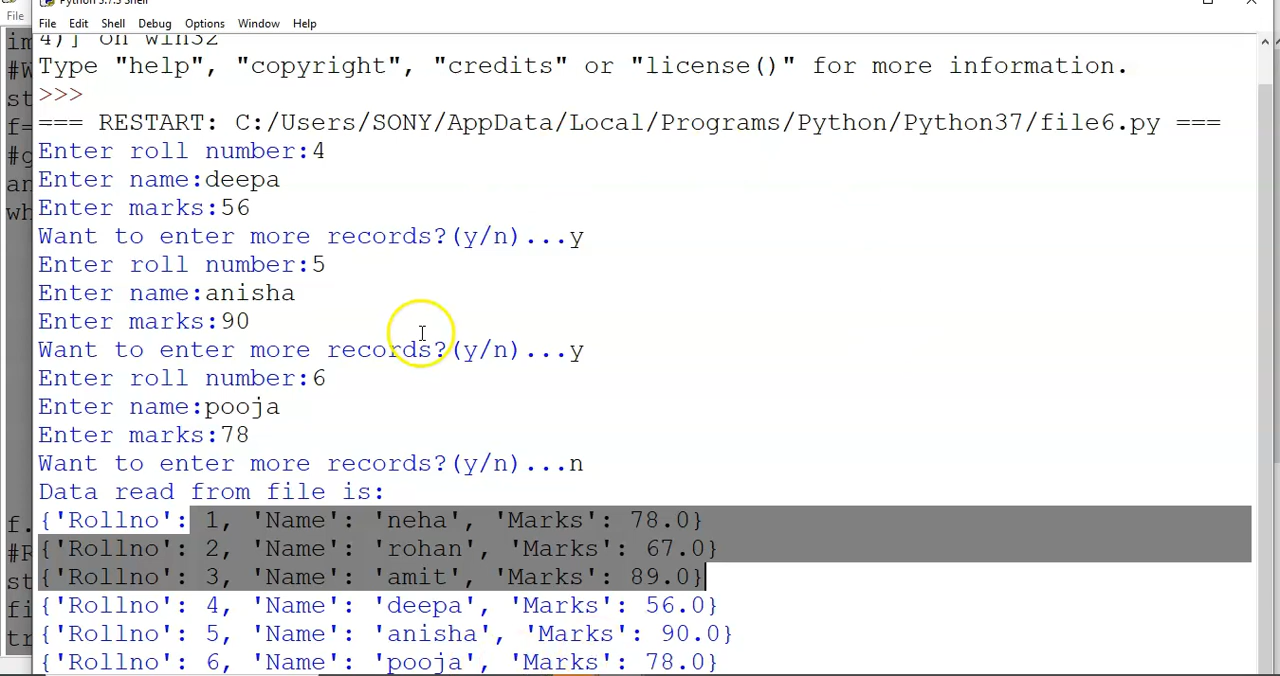 File
Python 3.7.3 Shell
File Edit Shell Debug Options Window Help
4)] on win32
Type "help", "copyright", "credits" or "license()" for more information.
>>>
=== RESTART: C:/Users/SONY/AppData/Local/Programs/Python/Python37/file6.py ===
Enter roll number:4
Enter name:deepa
Enter marks:56
Want to enter more records?(y/n)...y
Enter roll number:5
Enter name:anisha
Enter marks:90
Want to enter more records?(y/n)...y
Enter roll number:6
Enter name:pooja
Enter marks:78
Want to enter more records?(y/n)...n
Data read from file is:
{'Rollno': 1, 'Name': 'neha', 'Marks': 78.0}
{'Rollno': 2, 'Name': 'rohan', 'Marks': 67.0}
{'Rollno': 3, 'Name': 'amit', 'Marks': 89.0}
{'Rollno': 4, 'Name': 'deepa', 'Marks': 56.0}
{'Rollno': 5, 'Name': 'anisha', 'Marks': 90.0}
{'Rollno': 6, 'Name': 'pooja', 'Marks': 78.0}